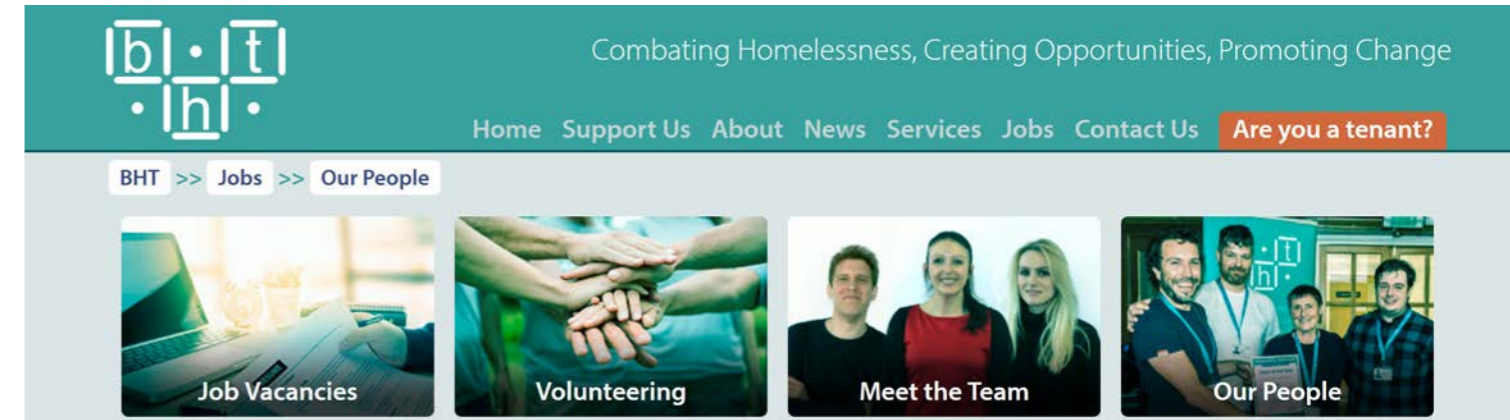 b·t
·h·
Combating Homelessness, Creating Opportunities, Promoting Change
Home Support Us About News Services Jobs Contact Us Are you a tenant?
BHT >> Jobs >> Our People
Job Vacancies
Volunteering
Meet the Team
t
h·
Our People